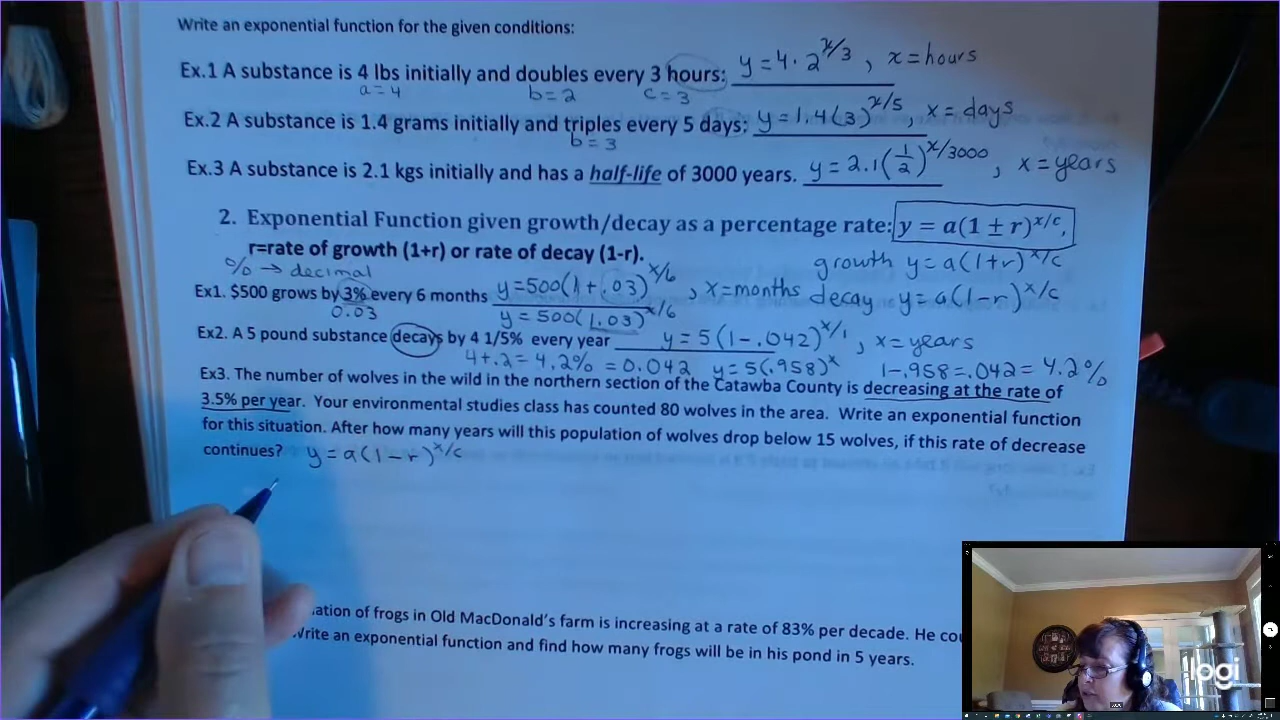 Write an exponential function for the given conditions:
Ex.1 A substance is 4 lbs initially and doubles every 3 hours: y = 4 · 2^(x/3) , x = hours
a = 4 b = 2 c = 3
Ex.2 A substance is 1.4 grams initially and triples every 5 days: y = 1.4(3)^(x/5) , x = days
b = 3
Ex.3 A substance is 2.1 kgs initially and has a half-life of 3000 years. y = 2.1(1/2)^(x/3000) , x = years
2. Exponential Function given growth/decay as a percentage rate: y = a(1 ± r)^(x/c).
r=rate of growth (1+r) or rate of decay (1-r). growth y = a(1+r)^(x/c)
% → decimal
Ex1. $500 grows by 3% every 6 months y = 500(1 + .03)^(x/6) , x = months decay y = a(1-r)^(x/c)
0.03 y = 500(1.03)^(x/6)
Ex2. A 5 pound substance decays by 4 1/5% every year y = 5(1 - .042)^(x/1) , x = years
4 + .2 = 4.2% = 0.042 y = 5(.958)^x 1 - .958 = .042 = 4.2%
Ex3. The number of wolves in the wild in the northern section of the Catawba County is decreasing at the rate of
3.5% per year. Your environmental studies class has counted 80 wolves in the area. Write an exponential function
for this situation. After how many years will this population of wolves drop below 15 wolves, if this rate of decrease
continues? y = a(1-r)^(x/c)
of frogs in Old MacDonald's farm is increasing at a rate of 83% per decade. He
Write an exponential function and find how many frogs will be in his pond in 5 years.
logi